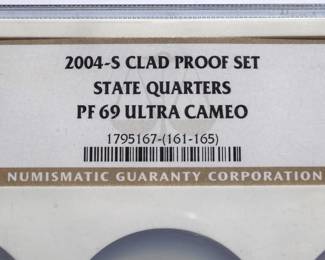 2004-S CLAD PROOF SET
STATE QUARTERS
PF 69 ULTRA CAMEO
1795167-(161-165)
NUMISMATIC GUARANTY CORPORATION